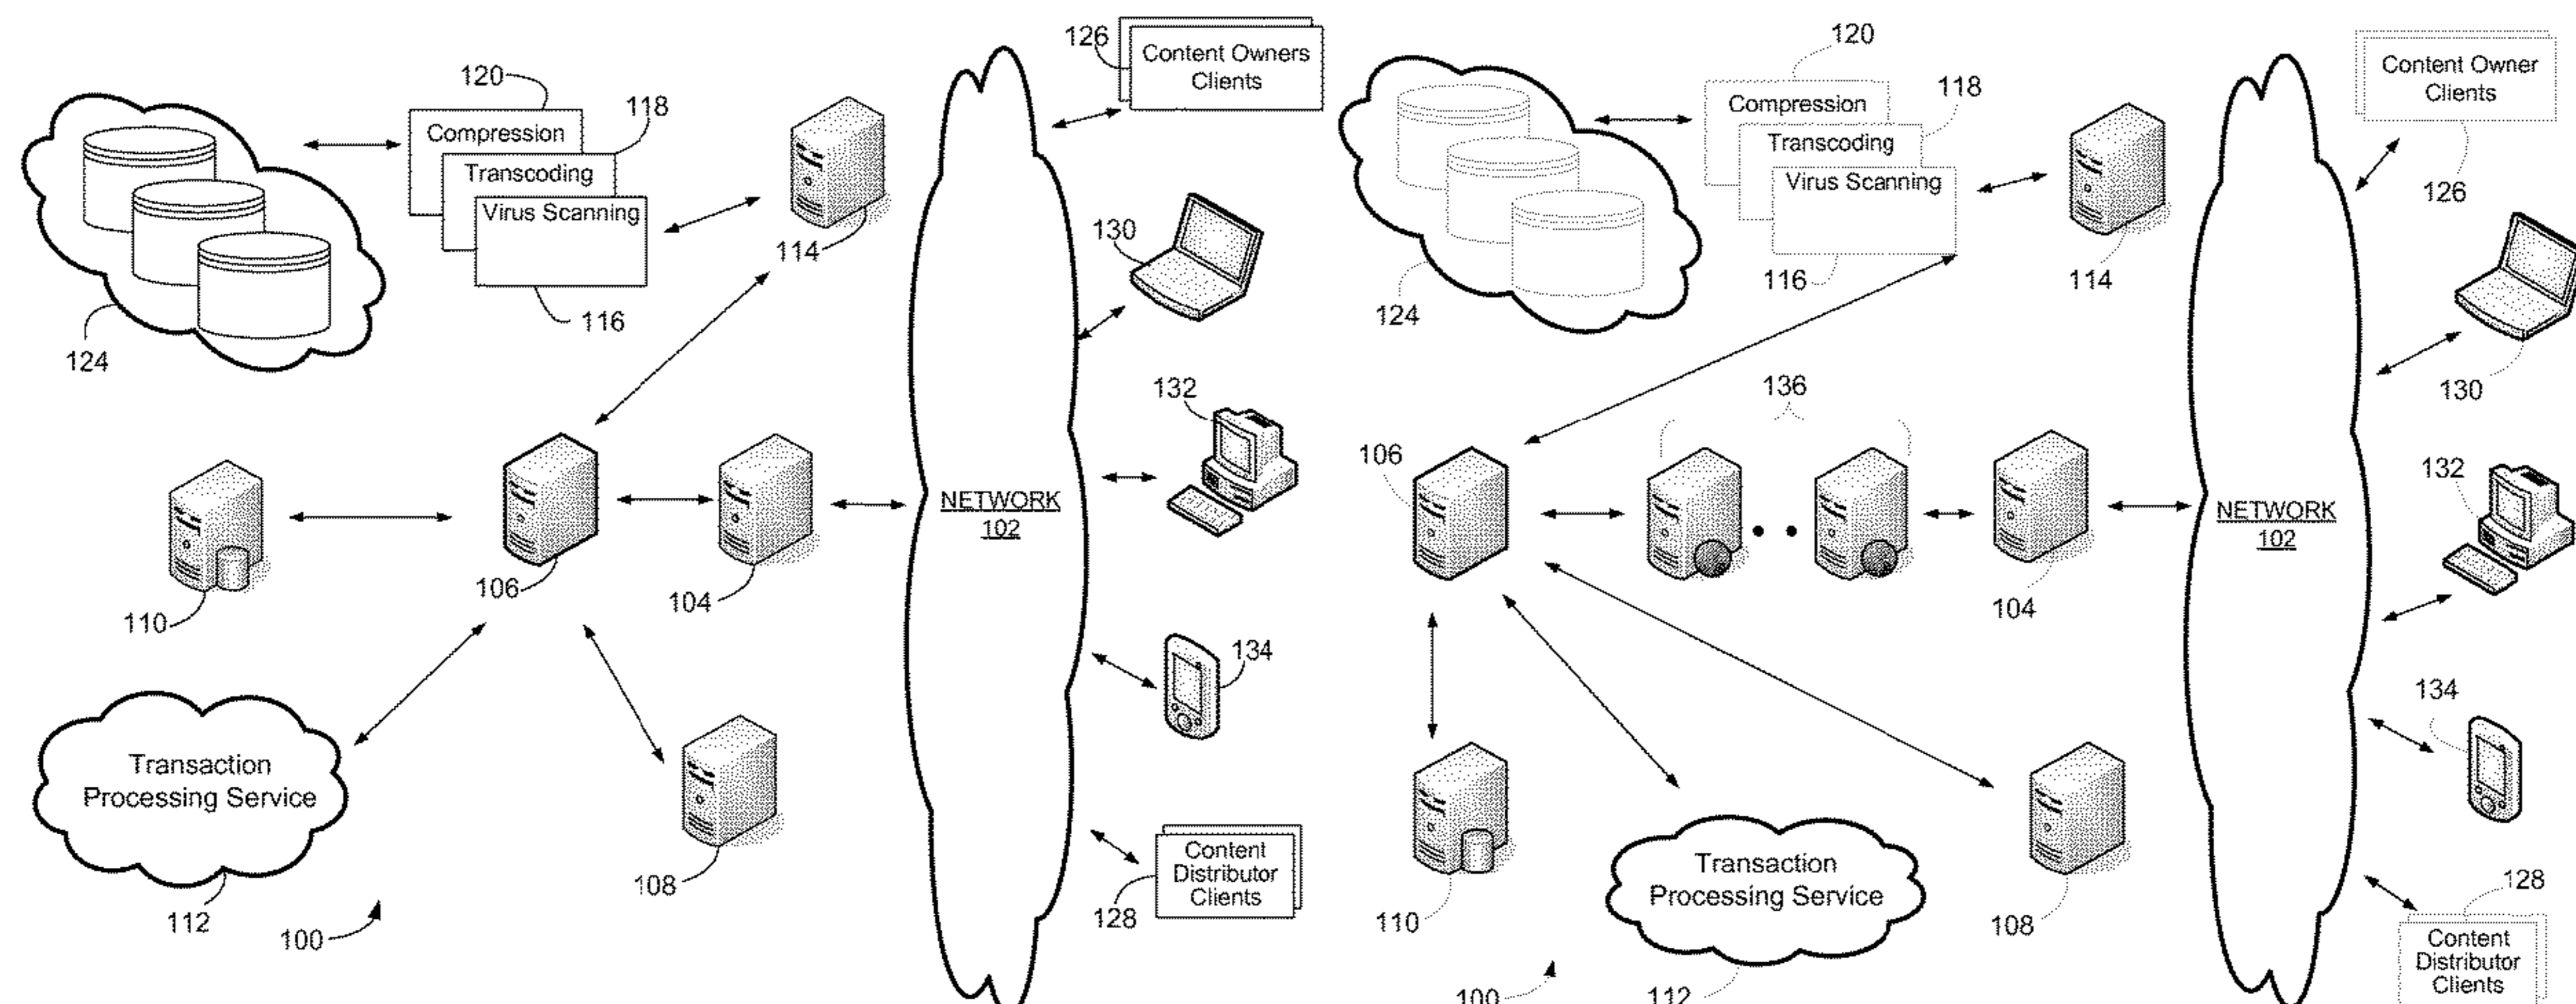 120
118
Compression
Transcoding
Virus Scanning
116
114
124
126
Content Owners
Clients
130
132
134
NETWORK
102
106
104
110
108
Transaction
Processing Service
112
100
128
Content
Distributor
Clients
120
118
Compression
Transcoding
Virus Scanning
116
114
124
Content Owner
Clients
126
130
136
132
106
104
NETWORK
102
134
110
Transaction
Processing Service
112
108
100
128
Content
Distributor
Clients